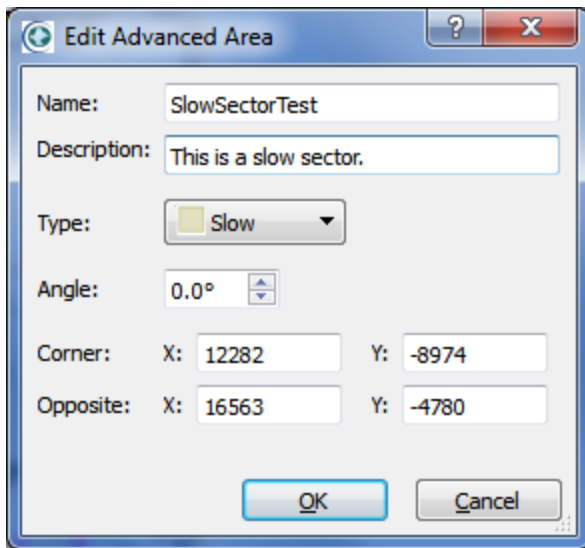 Edit Advanced Area ? X
Name: SlowSectorTest
Description: This is a slow sector.
Type: Slow
Angle: 0.0°
Corner: X: 12282 Y: -8974
Opposite: X: 16563 Y: -4780
OK Cancel